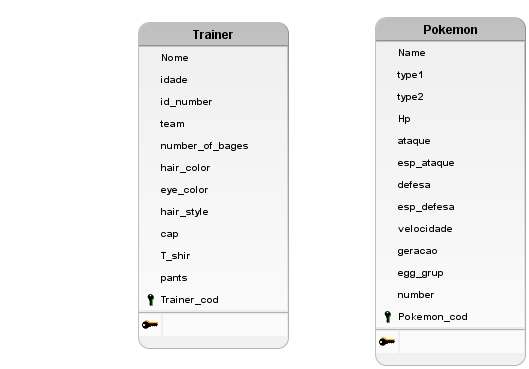 Trainer
Nome
idade
id_number
team
number_of_bages
hair_color
eye_color
hair_style
cap
T_shir
pants
Trainer_cod
Pokemon
Name
type1
type2
Hp
ataque
esp_ataque
defesa
esp_defesa
velocidade
geracao
egg_grup
number
Pokemon_cod